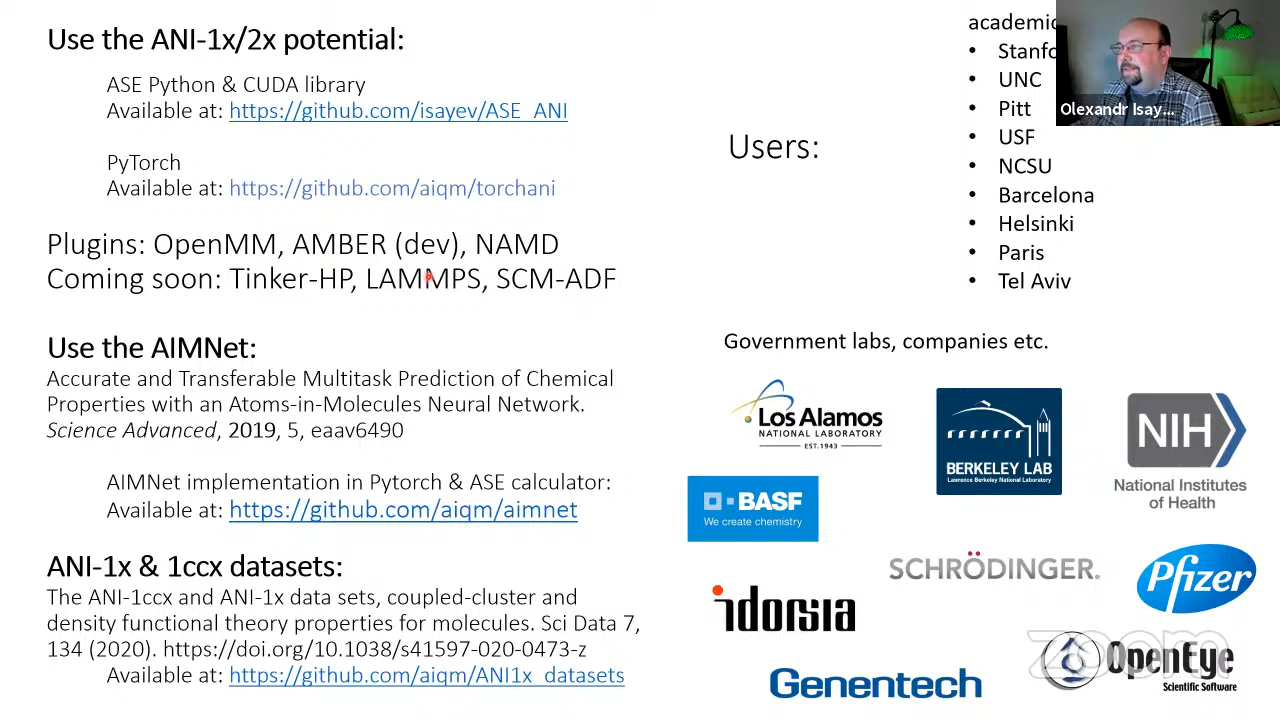 Use the ANI-1x/2x potential:
ASE Python & CUDA library
Available at: https://github.com/isayev/ASE_ANI
PyTorch
Available at: https://github.com/aiqm/torchani
Plugins: OpenMM, AMBER (dev), NAMD
Coming soon: Tinker-HP, LAMMPS, SCM-ADF
Use the AIMNet:
Accurate and Transferable Multitask Prediction of Chemical
Properties with an Atoms-in-Molecules Neural Network.
Science Advanced, 2019, 5, eaav6490
AIMNet implementation in Pytorch & ASE calculator:
Available at: https://github.com/aiqm/aimnet
ANI-1x & 1ccx datasets:
The ANI-1ccx and ANI-1x data sets, coupled-cluster and
density functional theory properties for molecules. Sci Data 7,
134 (2020). https://doi.org/10.1038/s41597-020-0473-z
Available at: https://github.com/aiqm/ANI1x_datasets
Users:
academic
• Stanfo
• UNC
• Pitt
• USF
• NCSU
• Barcelona
• Helsinki
• Paris
• Tel Aviv
Olexandr Isay...
Government labs, companies etc.
Los Alamos
NATIONAL LABORATORY
EST. 1943
BERKELEY LAB
Lawrence Berkeley National Laboratory
NIH
National Institutes
of Health
BASF
We create chemistry
SCHRÖDINGER.
Pfizer
idorsia
Genentech
OpenEye
Scientific Software
zoom